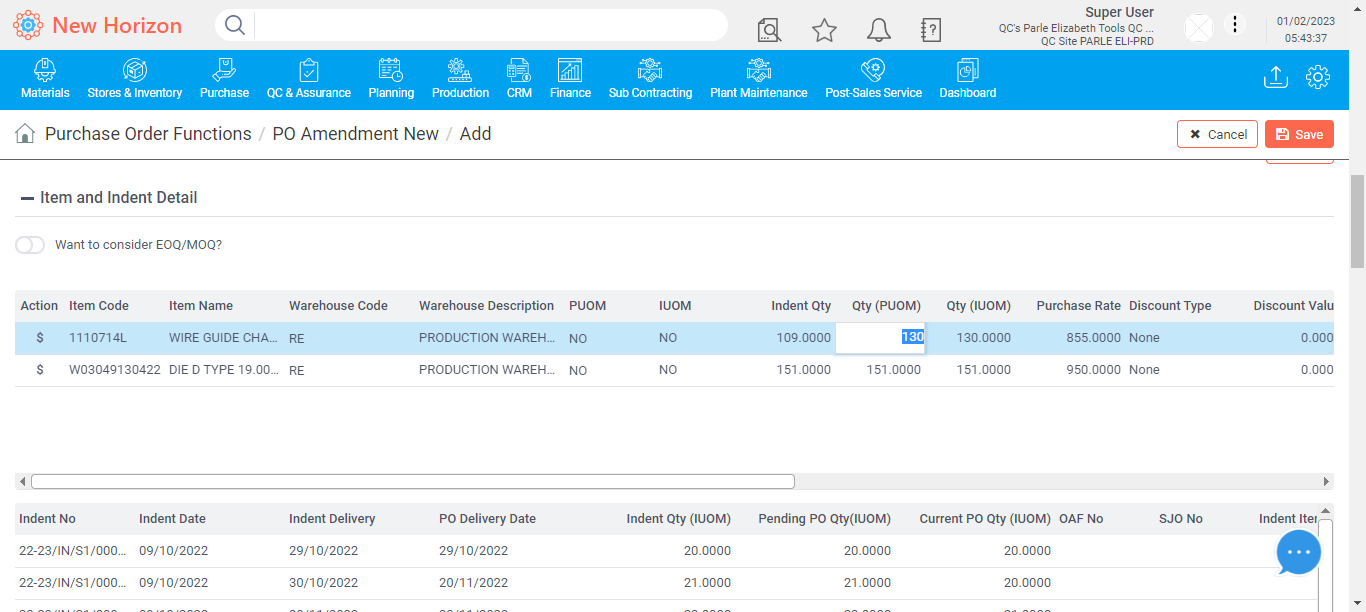 New Horizon
Super User
QC's Parle Elizabeth Tools QC ...
QC Site PARLE ELI-PRD
01/02/2023
05:43:37
Materials Stores & Inventory Purchase QC & Assurance Planning Production CRM Finance Sub Contracting Plant Maintenance Post-Sales Service Dashboard
Purchase Order Functions / PO Amendment New / Add
Cancel Save
Item and Indent Detail
Want to consider EOQ/MOQ?
Action Item Code Item Name Warehouse Code Warehouse Description PUOM IUOM Indent Qty Qty (PUOM) Qty (IUOM) Purchase Rate Discount Type Discount Valu
$ 1110714L WIRE GUIDE CHA... RE PRODUCTION WAREH... NO NO 109.0000 130 130.0000 855.0000 None 0.000
$ W03049130422 DIE D TYPE 19.00... RE PRODUCTION WAREH... NO NO 151.0000 151.0000 151.0000 950.0000 None 0.000
Indent No Indent Date Indent Delivery PO Delivery Date Indent Qty (IUOM) Pending PO Qty(IUOM) Current PO Qty (IUOM) OAF No SJO No Indent Iter
22-23/IN/S1/000... 09/10/2022 29/10/2022 29/10/2022 20.0000 20.0000 20.0000
22-23/IN/S1/000... 09/10/2022 30/10/2022 20/11/2022 21.0000 21.0000 20.0000